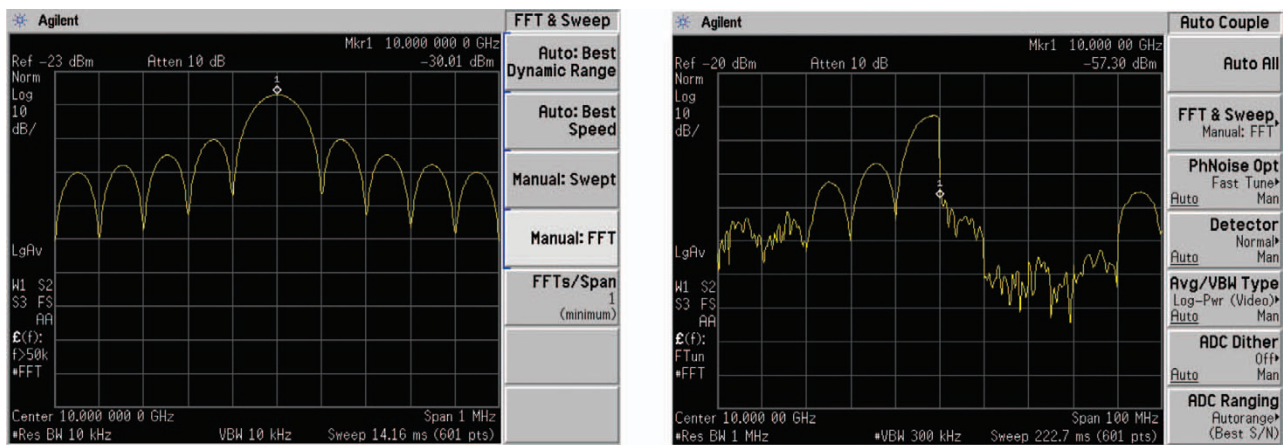 Agilent
FFT & Sweep
Mkr1 10.000 000 0 GHz
Ref -23 dBm Atten 10 dB -30.01 dBm
Norm
Log
10
dB/
1
LgAv
W1 S2
S3 FS
AA
£(f):
f>50k
#FFT
Center 10.000 000 0 GHz Span 1 MHz
#Res BW 10 kHz VBW 10 kHz Sweep 14.16 ms (601 pts)
Auto: Best
Dynamic Range
Auto: Best
Speed
Manual: Swept
Manual: FFT
FFTs/Span
1
(minimum)
Agilent
Auto Couple
Mkr1 10.000 00 GHz
Ref -20 dBm Atten 10 dB -57.30 dBm
Norm
Log
10
dB/
1
LgAv
W1 S2
S3 FS
AA
£(f):
FTun
#FFT
Center 10.000 00 GHz Span 100 MHz
#Res BW 1 MHz #VBW 300 kHz Sweep 222.7 ms (601 pts)
Auto All
FFT & Sweep
Manual: FFT
PhNoise Opt
Fast Tune
Auto Man
Detector
Normal
Auto Man
Avg/VBW Type
Log-Pwr (Video)
Auto Man
ADC Dither
Off
Auto Man
ADC Ranging
Autorange
(Best S/N)